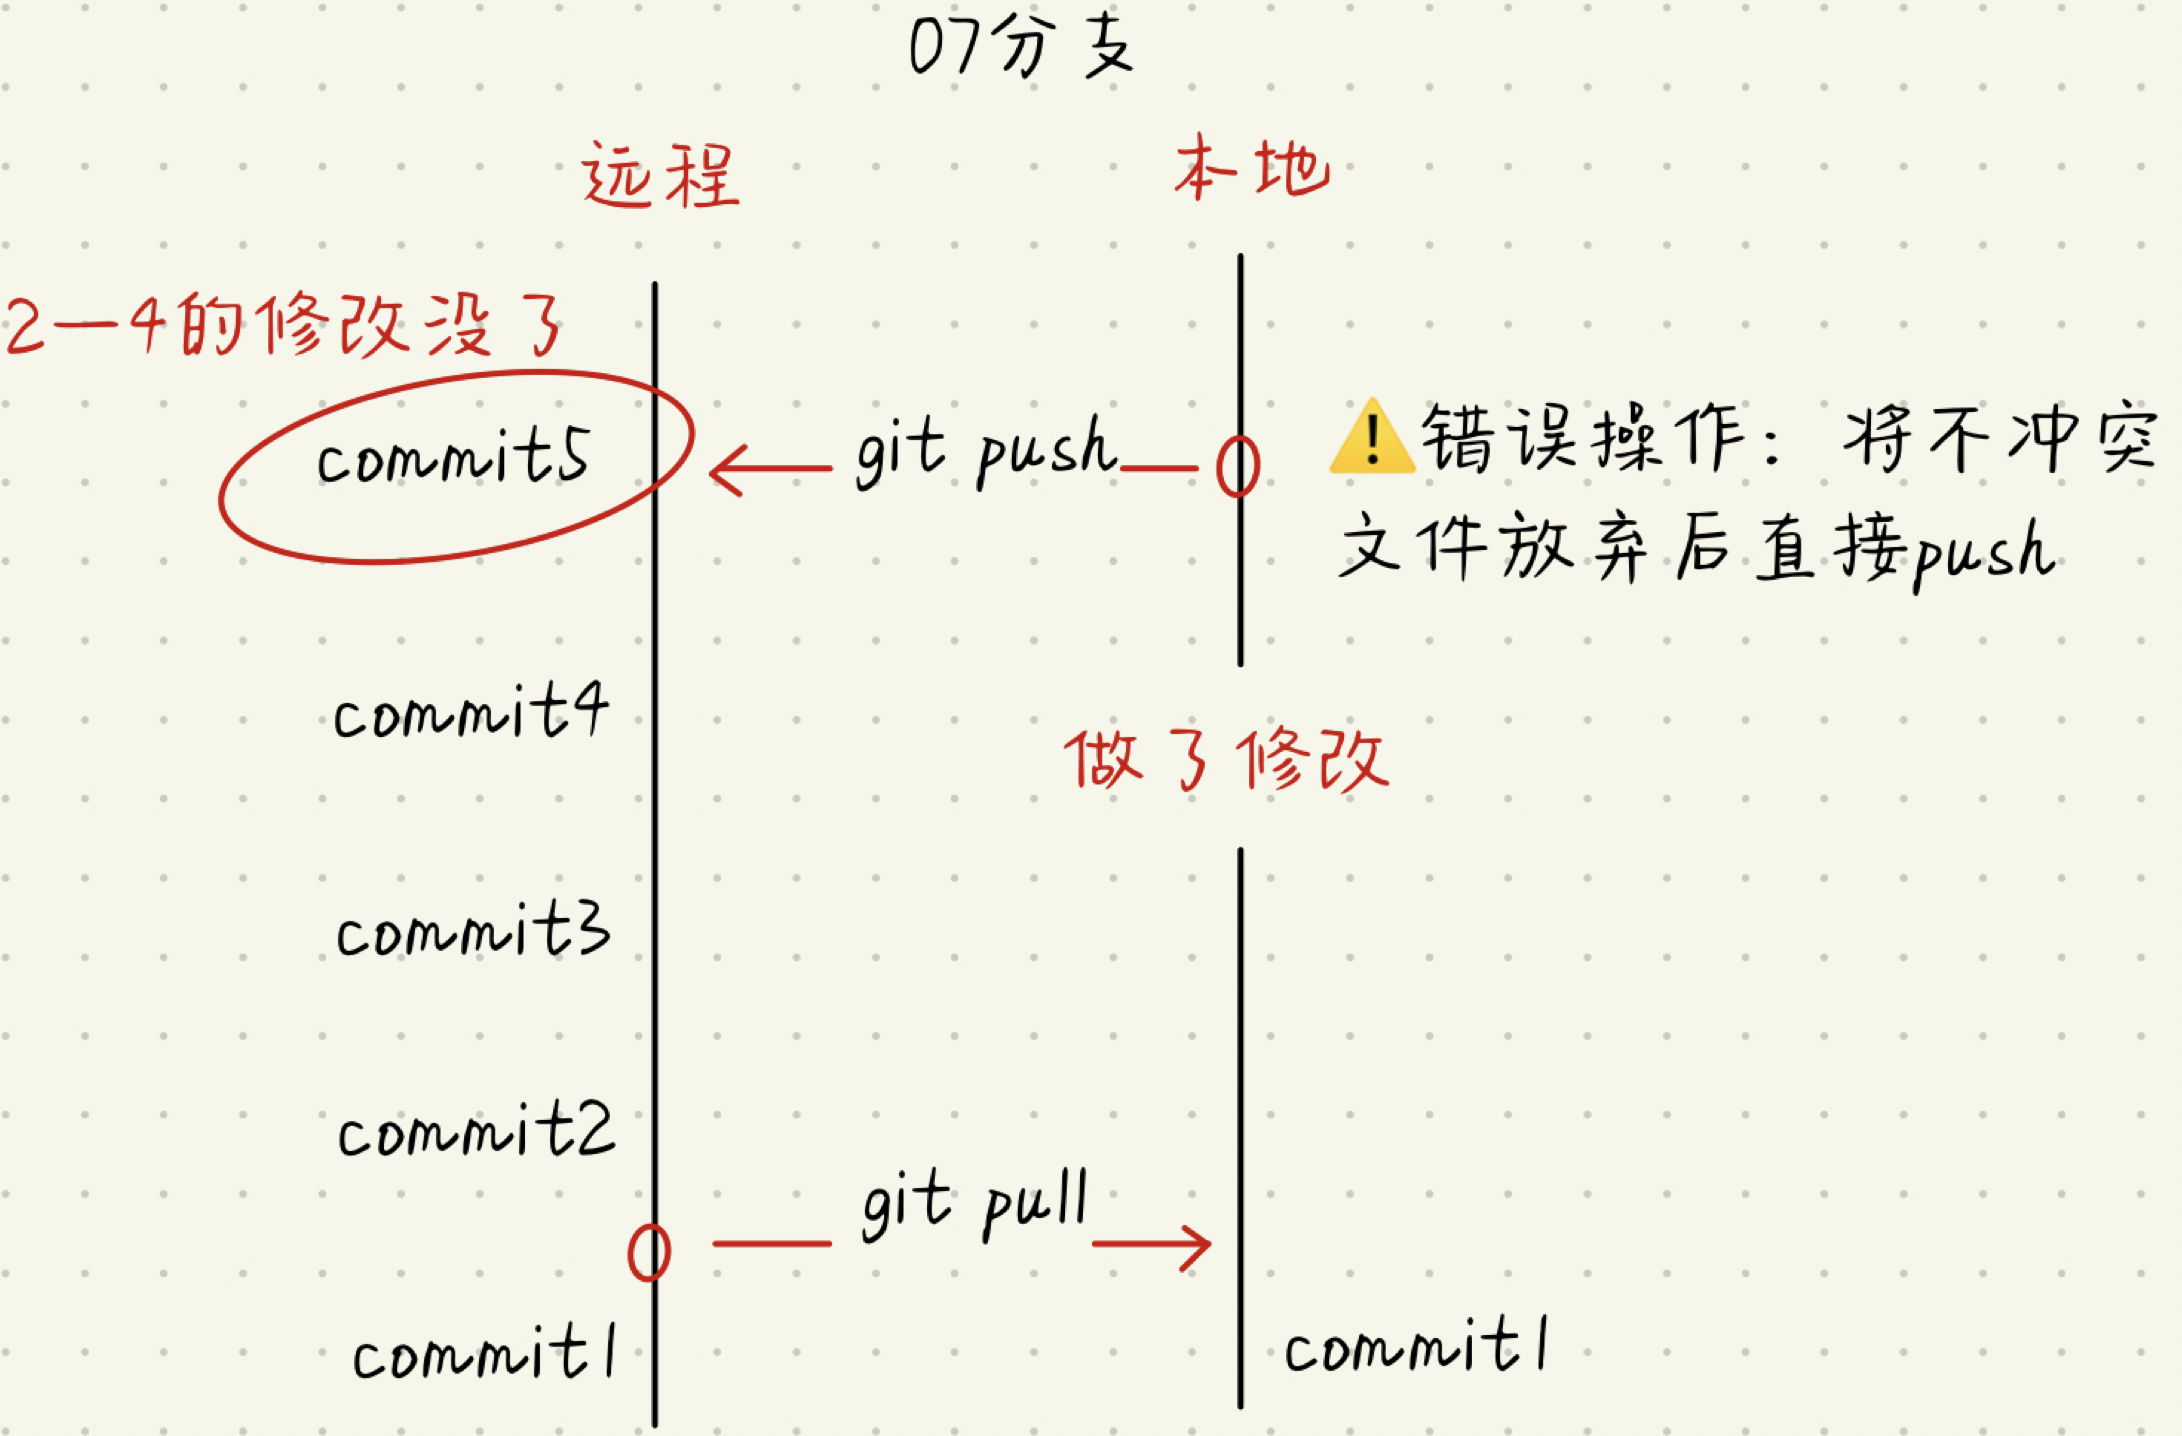 07分支
远程
本地
2—4的修改没了
commit5
git push
⚠️错误操作：将不冲突
文件放弃后直接push
commit4
做了修改
commit3
commit2
git pull
commit1
commit1